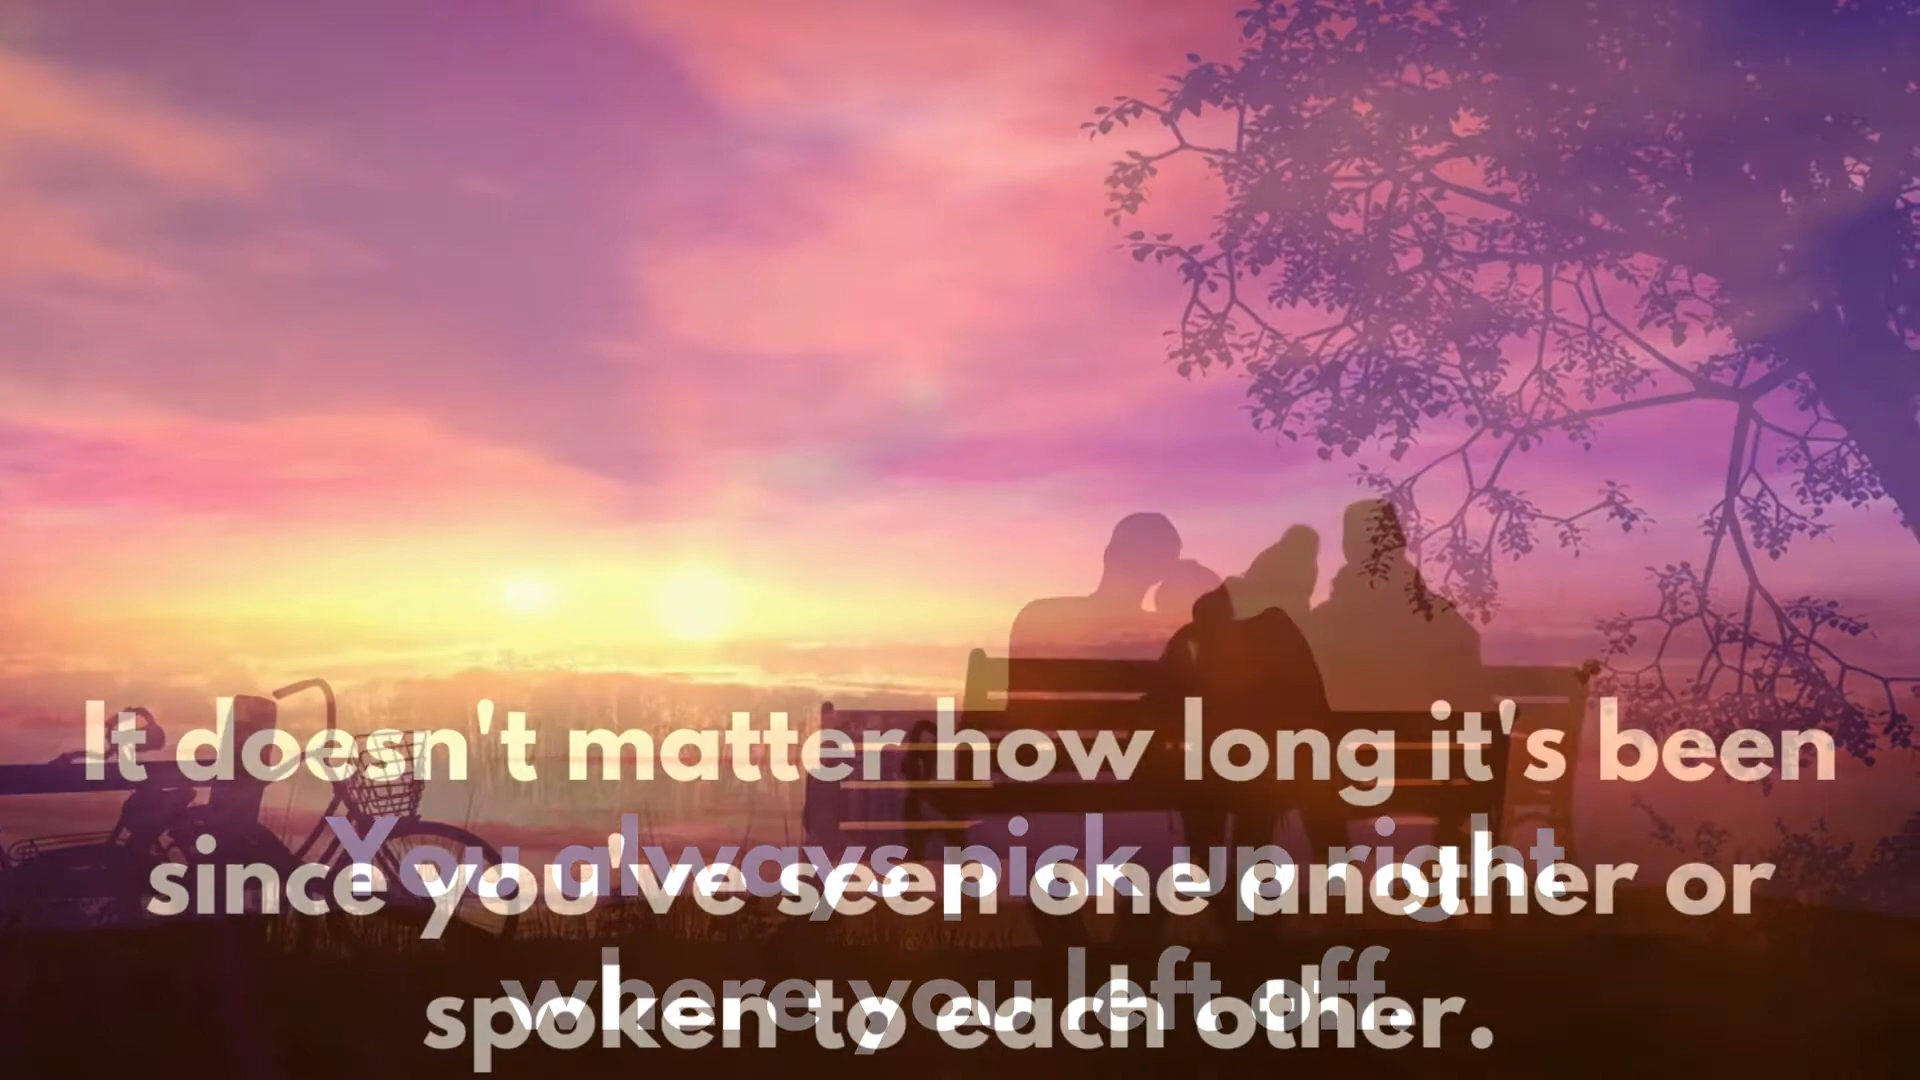 It doesn't matter how long it's been
since you've seen one another or
spoken to each other.
You always pick up right
where you left off.